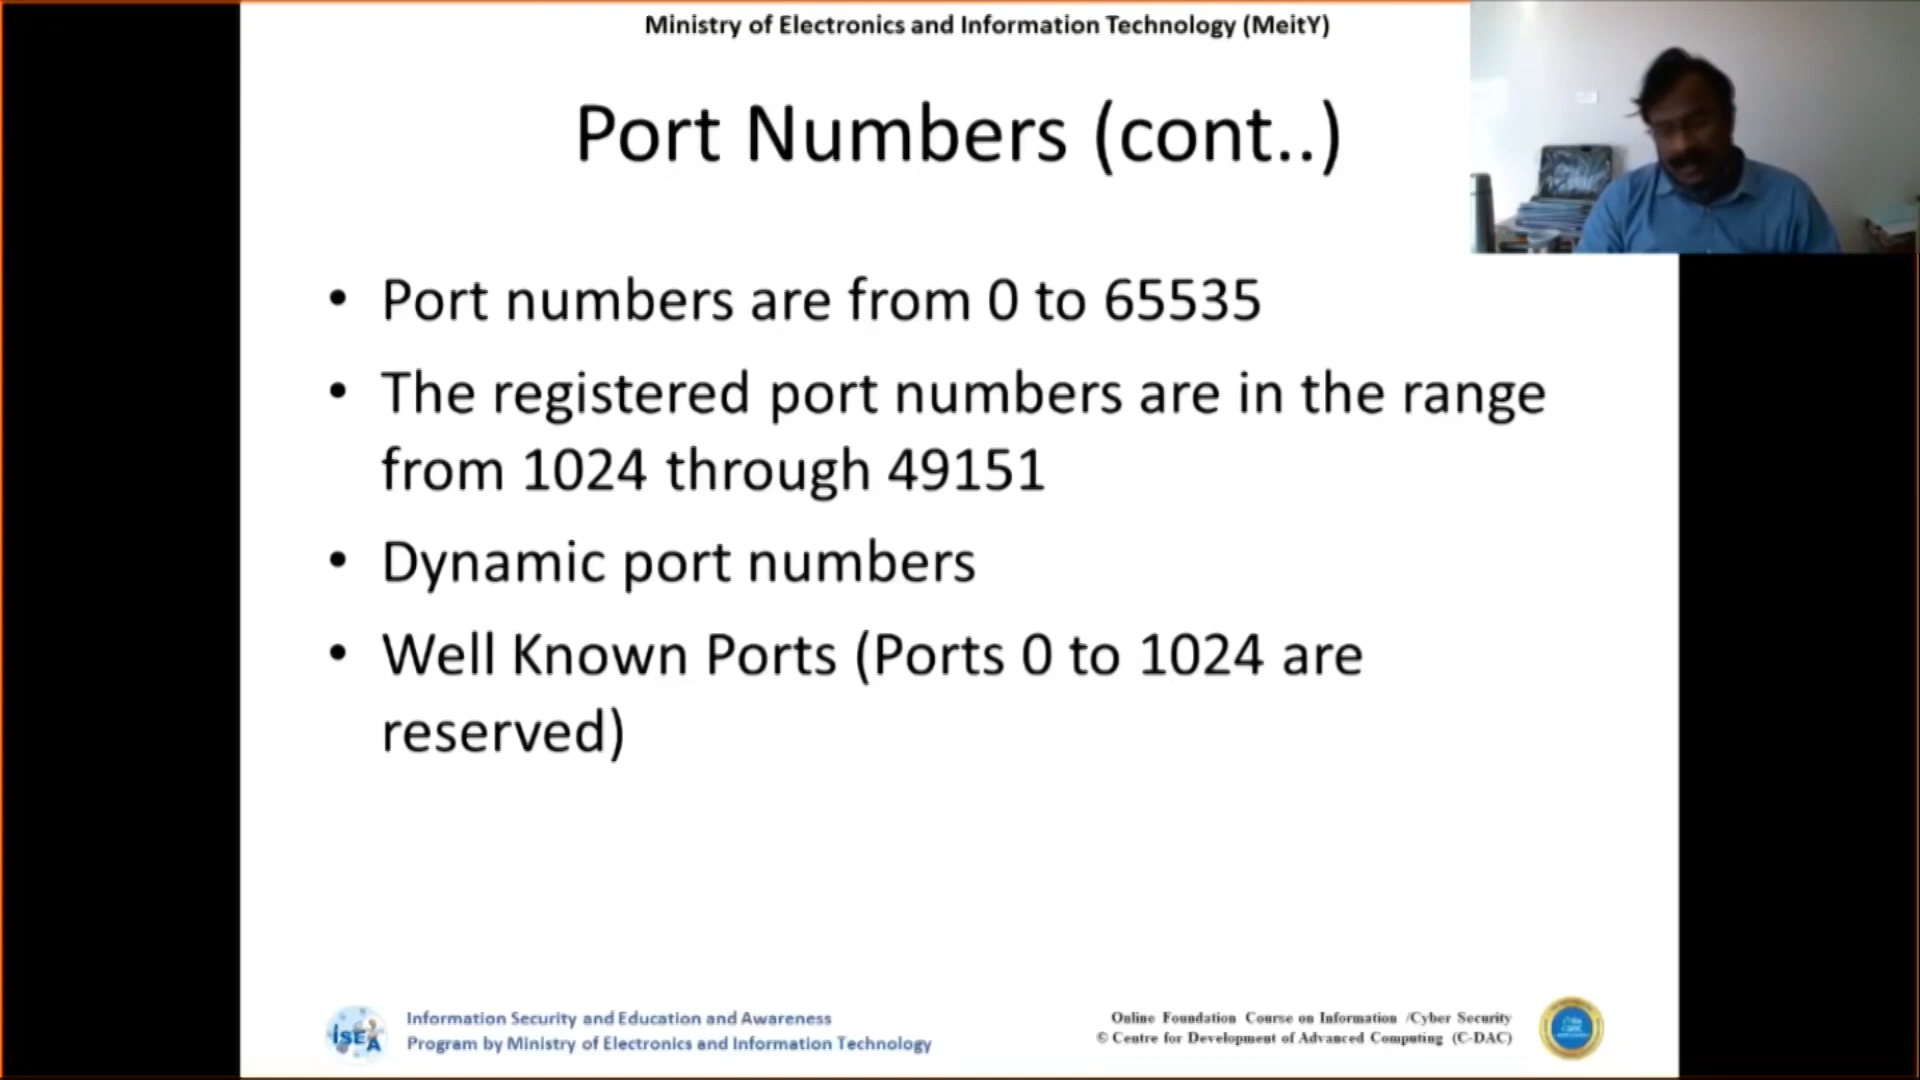 Ministry of Electronics and Information Technology (MeitY)
Port Numbers (cont..)
• Port numbers are from 0 to 65535
• The registered port numbers are in the range
from 1024 through 49151
• Dynamic port numbers
• Well Known Ports (Ports 0 to 1024 are
reserved)
ISEA
Information Security and Education and Awareness
Program by Ministry of Electronics and Information Technology
Online Foundation Course on Information /Cyber Security
© Centre for Development of Advanced Computing (C-DAC)